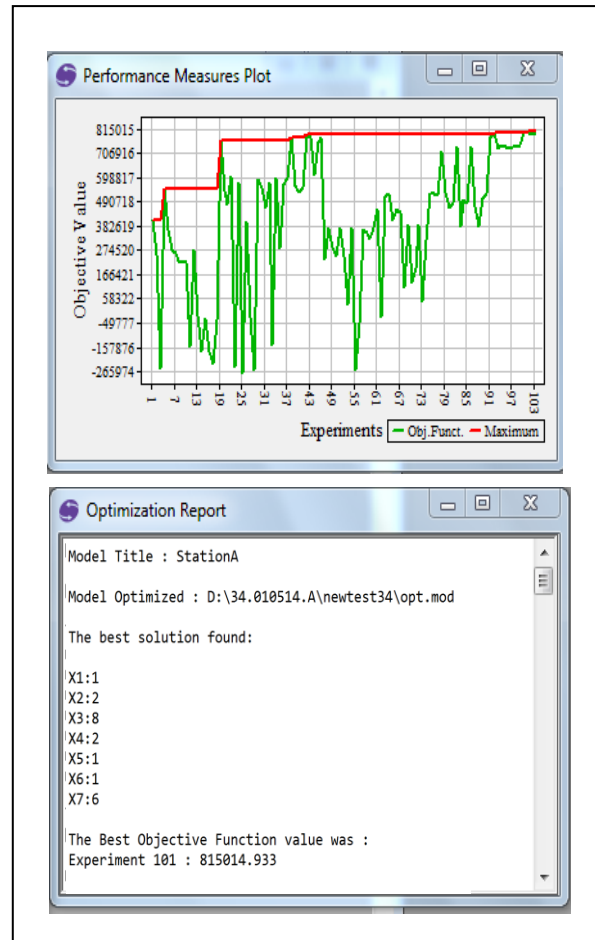 Performance Measures Plot
Objective Value
815015
706916
598817
490718
382619
274520
166421
58322
-49777
-157876
-265974
1 7 13 19 25 31 37 43 49 55 61 67 73 79 85 91 97 103
Experiments Obj.Funct. Maximum
Optimization Report
Model Title : StationA
Model Optimized : D:\34.010514.A\newtest34\opt.mod
The best solution found:
X1:1
X2:2
X3:8
X4:2
X5:1
X6:1
X7:6
The Best Objective Function value was :
Experiment 101 : 815014.933